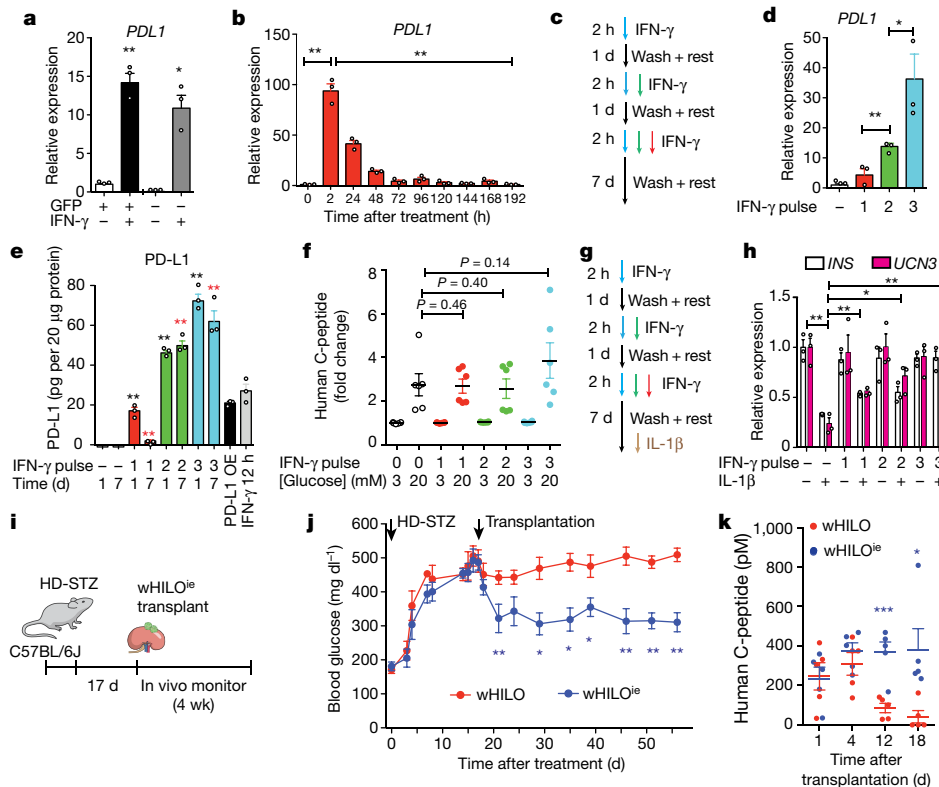 a
PDL1
Relative expression
20
15
10
5
0
**
*
GFP + + – –
IFN-γ – + – +
b
PDL1
Relative expression
150
100
50
0
**
**
0 2 24 48 72 96 120 144 168 192
Time after treatment (h)
c
2 h IFN-γ
1 d Wash + rest
2 h IFN-γ
1 d Wash + rest
2 h IFN-γ
7 d Wash + rest
d
PDL1
Relative expression
50
40
30
20
10
0
**
*
IFN-γ pulse – 1 2 3
e
PD-L1
PD-L1 (pg per 20 μg protein)
100
80
60
40
20
0
** ** ** ** ** **
IFN-γ pulse – – 1 1 2 2 3 3
Time (d) 1 7 1 7 1 7 1 7
PD-L1 OE
IFN-γ 12 h
f
P = 0.14
P = 0.40
P = 0.46
Human C-peptide
(fold change)
8
6
4
2
0
IFN-γ pulse 0 0 1 1 2 2 3 3
[Glucose] (mM) 3 20 3 20 3 20 3 20
g
2 h IFN-γ
1 d Wash + rest
2 h IFN-γ
1 d Wash + rest
2 h IFN-γ
7 d Wash + rest
IL-1β
h
INS UCN3
Relative expression
1.5
1.0
0.5
0
**
*
**
**
IFN-γ pulse – – 1 1 2 2 3 3
IL-1β – + – + – + – +
i
HD-STZ
C57BL/6J
wHILOie
transplant
17 d
In vivo monitor
(4 wk)
j
HD-STZ
Transplantation
Blood glucose (mg dl–1)
600
500
400
300
200
100
0
** * * * ** ** **
wHILO wHILOie
0 10 20 30 40 50
Time after treatment (d)
k
wHILO
wHILOie
Human C-peptide (pM)
1,000
800
600
400
200
0
***
*
1 4 12 18
Time after
transplantation (d)